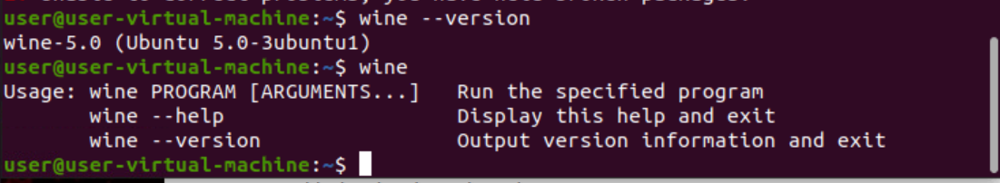 user@user-virtual-machine:~$ wine --version
wine-5.0 (Ubuntu 5.0-3ubuntu1)
user@user-virtual-machine:~$ wine
Usage: wine PROGRAM [ARGUMENTS...]   Run the specified program
       wine --help                   Display this help and exit
       wine --version                Output version information and exit
user@user-virtual-machine:~$